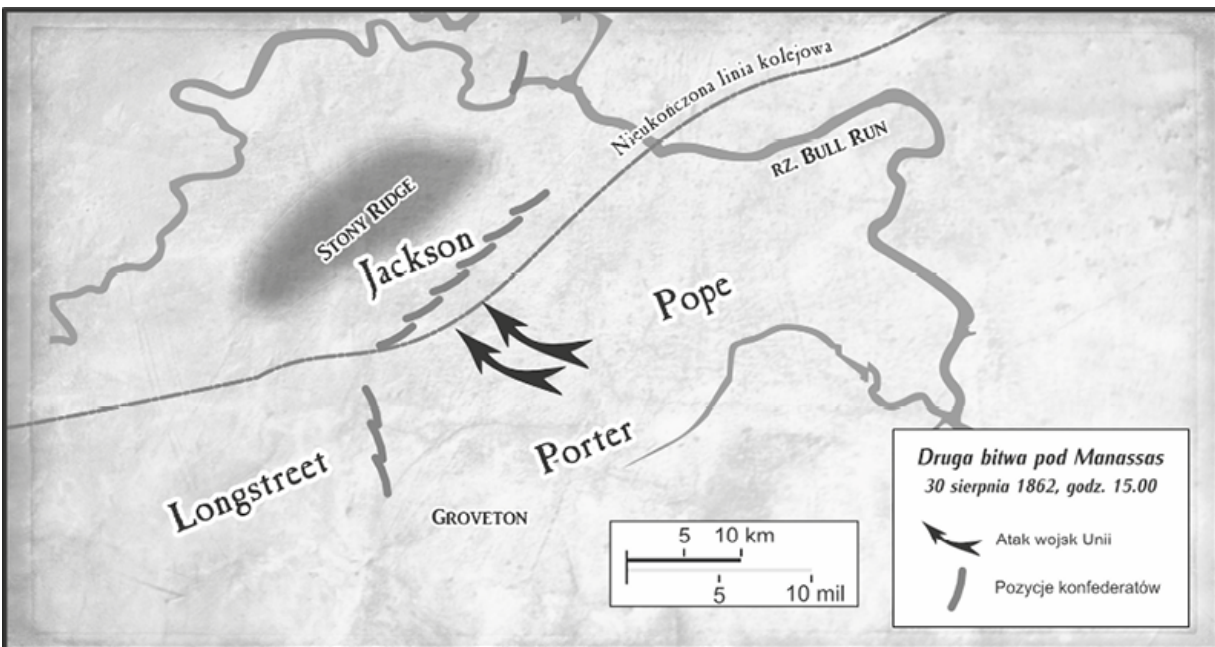 Nieukończona linia kolejowa
RZ. BULL RUN
STONY RIDGE
Jackson
Pope
Porter
Longstreet
GROVETON
5 10 km
5 10 mil
Druga bitwa pod Manassas
30 sierpnia 1862, godz. 15.00
Atak wojsk Unii
Pozycje konfederatów